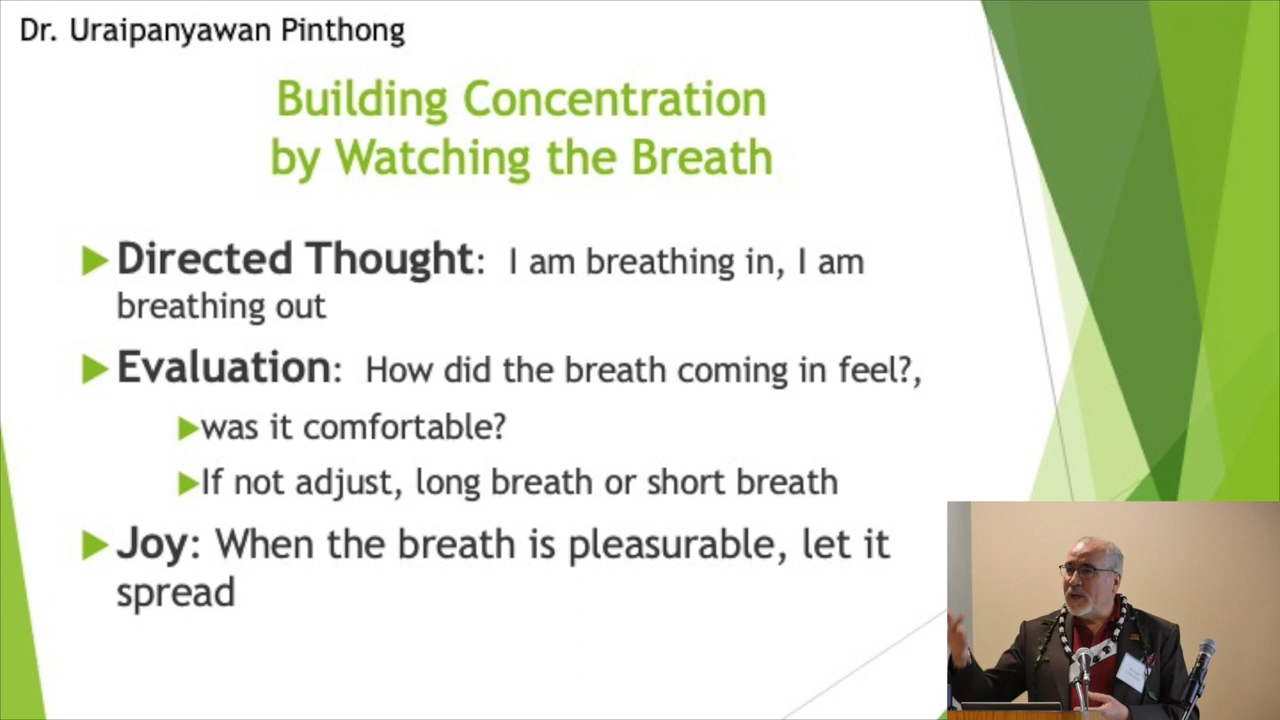 Dr. Uraipanyawan Pinthong
Building Concentration
by Watching the Breath
Directed Thought: I am breathing in, I am
breathing out
Evaluation: How did the breath coming in feel?,
was it comfortable?
If not adjust, long breath or short breath
Joy: When the breath is pleasurable, let it
spread